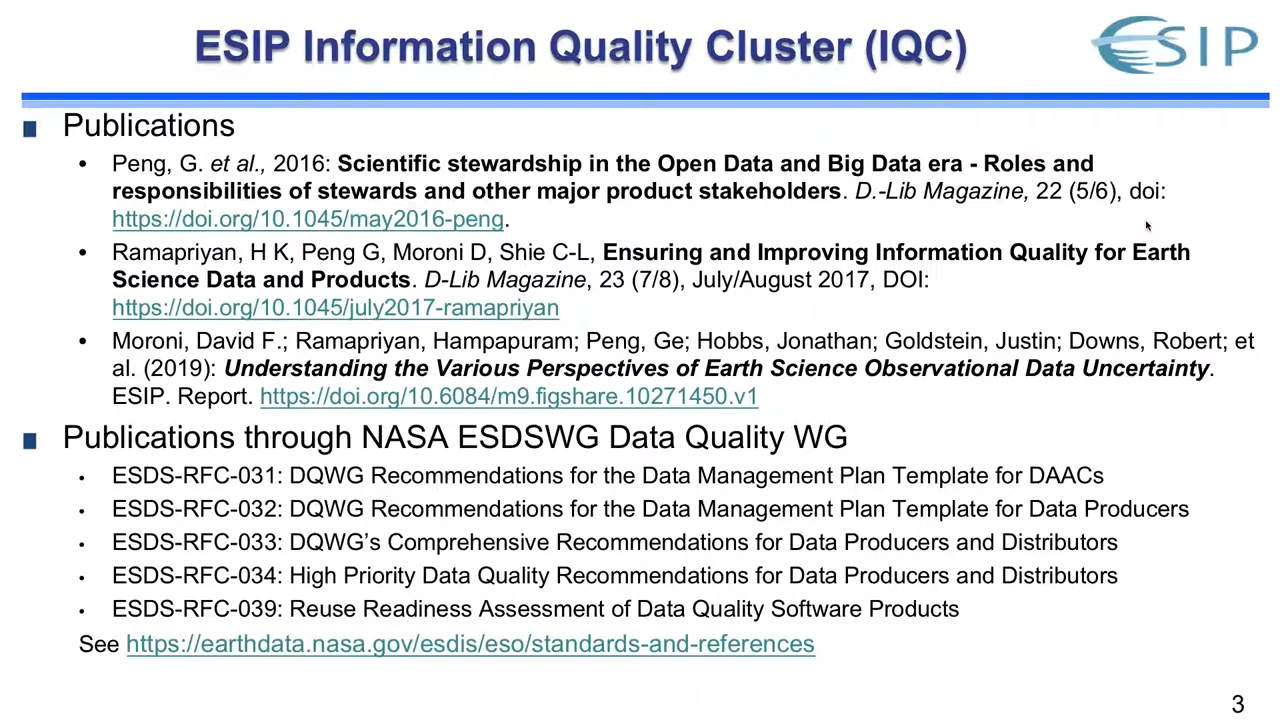 ESIP Information Quality Cluster (IQC)
ESIP
Publications
• Peng, G. et al., 2016: Scientific stewardship in the Open Data and Big Data era - Roles and
responsibilities of stewards and other major product stakeholders. D.-Lib Magazine, 22 (5/6), doi:
https://doi.org/10.1045/may2016-peng.
• Ramapriyan, H K, Peng G, Moroni D, Shie C-L, Ensuring and Improving Information Quality for Earth
Science Data and Products. D-Lib Magazine, 23 (7/8), July/August 2017, DOI:
https://doi.org/10.1045/july2017-ramapriyan
• Moroni, David F.; Ramapriyan, Hampapuram; Peng, Ge; Hobbs, Jonathan; Goldstein, Justin; Downs, Robert; et
al. (2019): Understanding the Various Perspectives of Earth Science Observational Data Uncertainty.
ESIP. Report. https://doi.org/10.6084/m9.figshare.10271450.v1
Publications through NASA ESDSWG Data Quality WG
• ESDS-RFC-031: DQWG Recommendations for the Data Management Plan Template for DAACs
• ESDS-RFC-032: DQWG Recommendations for the Data Management Plan Template for Data Producers
• ESDS-RFC-033: DQWG’s Comprehensive Recommendations for Data Producers and Distributors
• ESDS-RFC-034: High Priority Data Quality Recommendations for Data Producers and Distributors
• ESDS-RFC-039: Reuse Readiness Assessment of Data Quality Software Products
See https://earthdata.nasa.gov/esdis/eso/standards-and-references
3